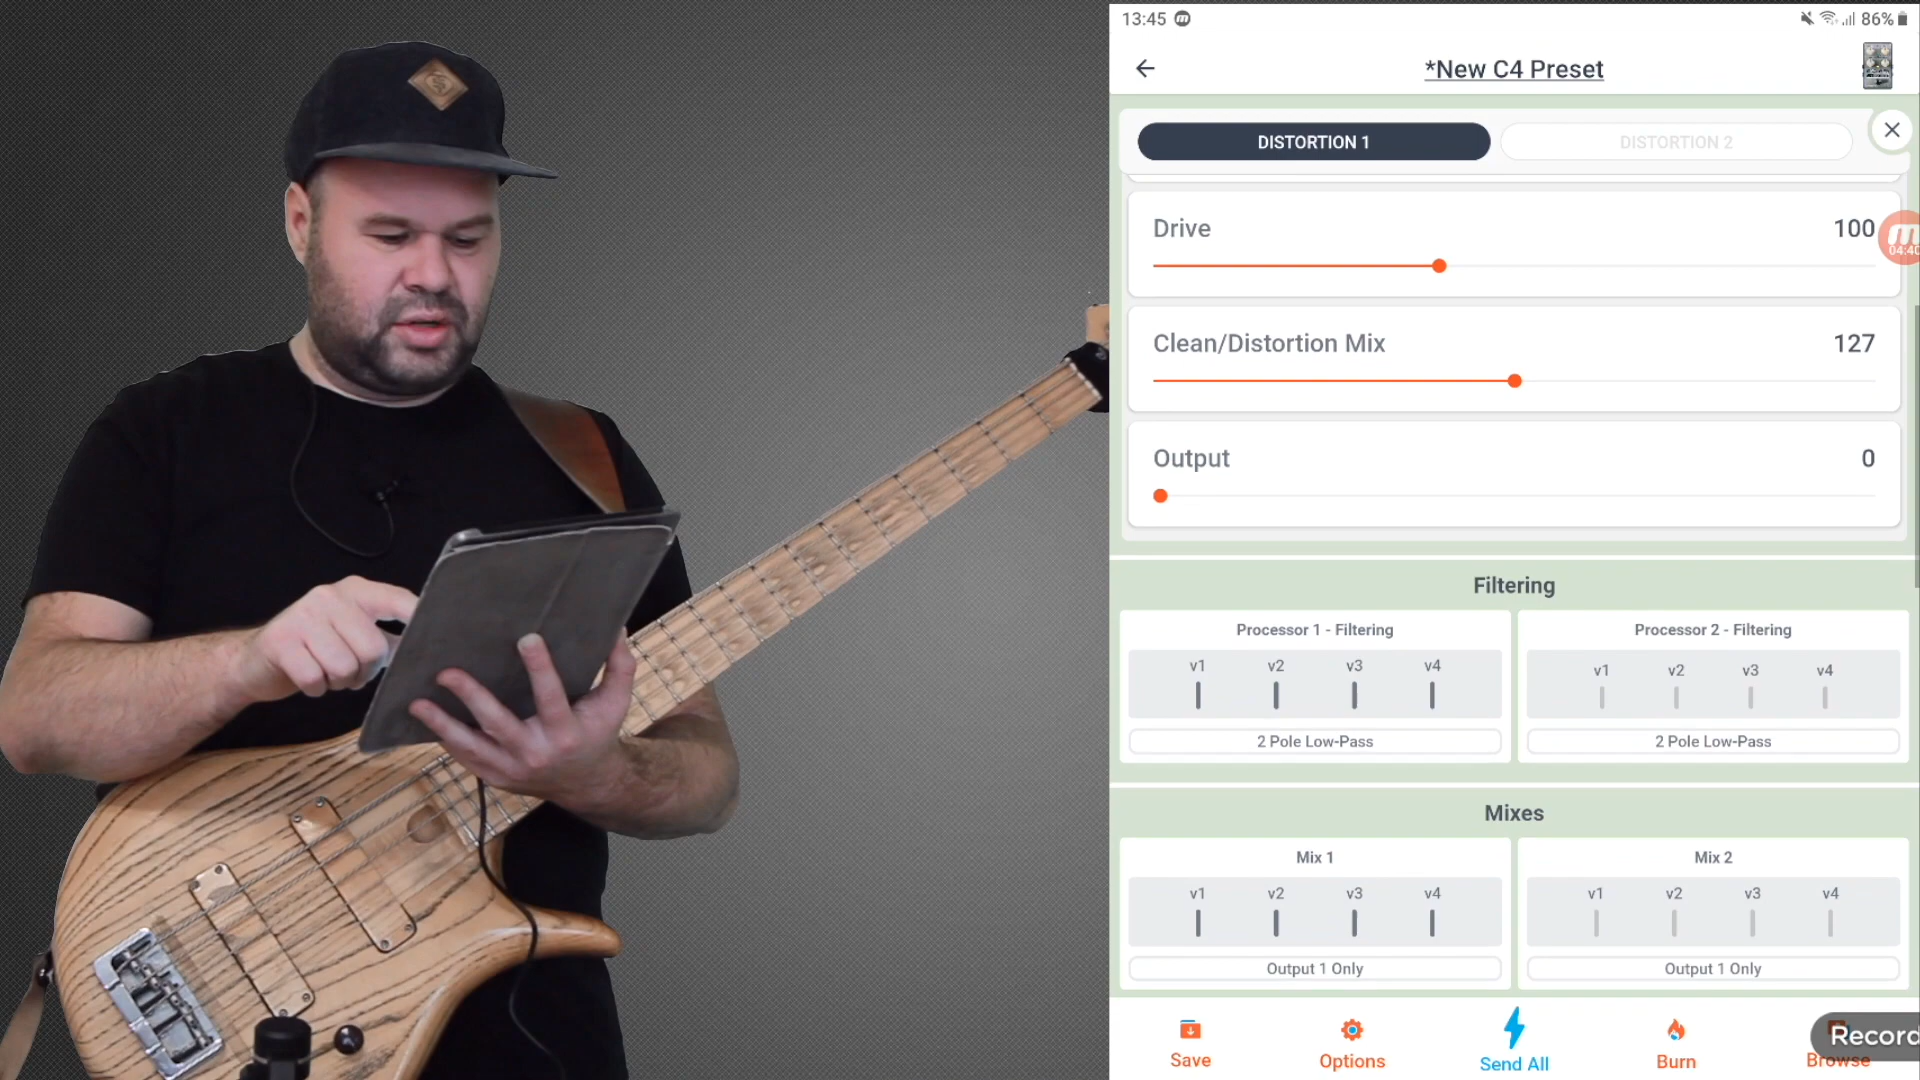 13:45
86%
*New C4 Preset
DISTORTION 1
DISTORTION 2
Drive 100
04:40
Clean/Distortion Mix 127
Output 0
Filtering
Processor 1 - Filtering
Processor 2 - Filtering
v1 v2 v3 v4
v1 v2 v3 v4
2 Pole Low-Pass
2 Pole Low-Pass
Mixes
Mix 1
Mix 2
v1 v2 v3 v4
v1 v2 v3 v4
Output 1 Only
Output 1 Only
Record
Save
Options
Send All
Burn
Browse